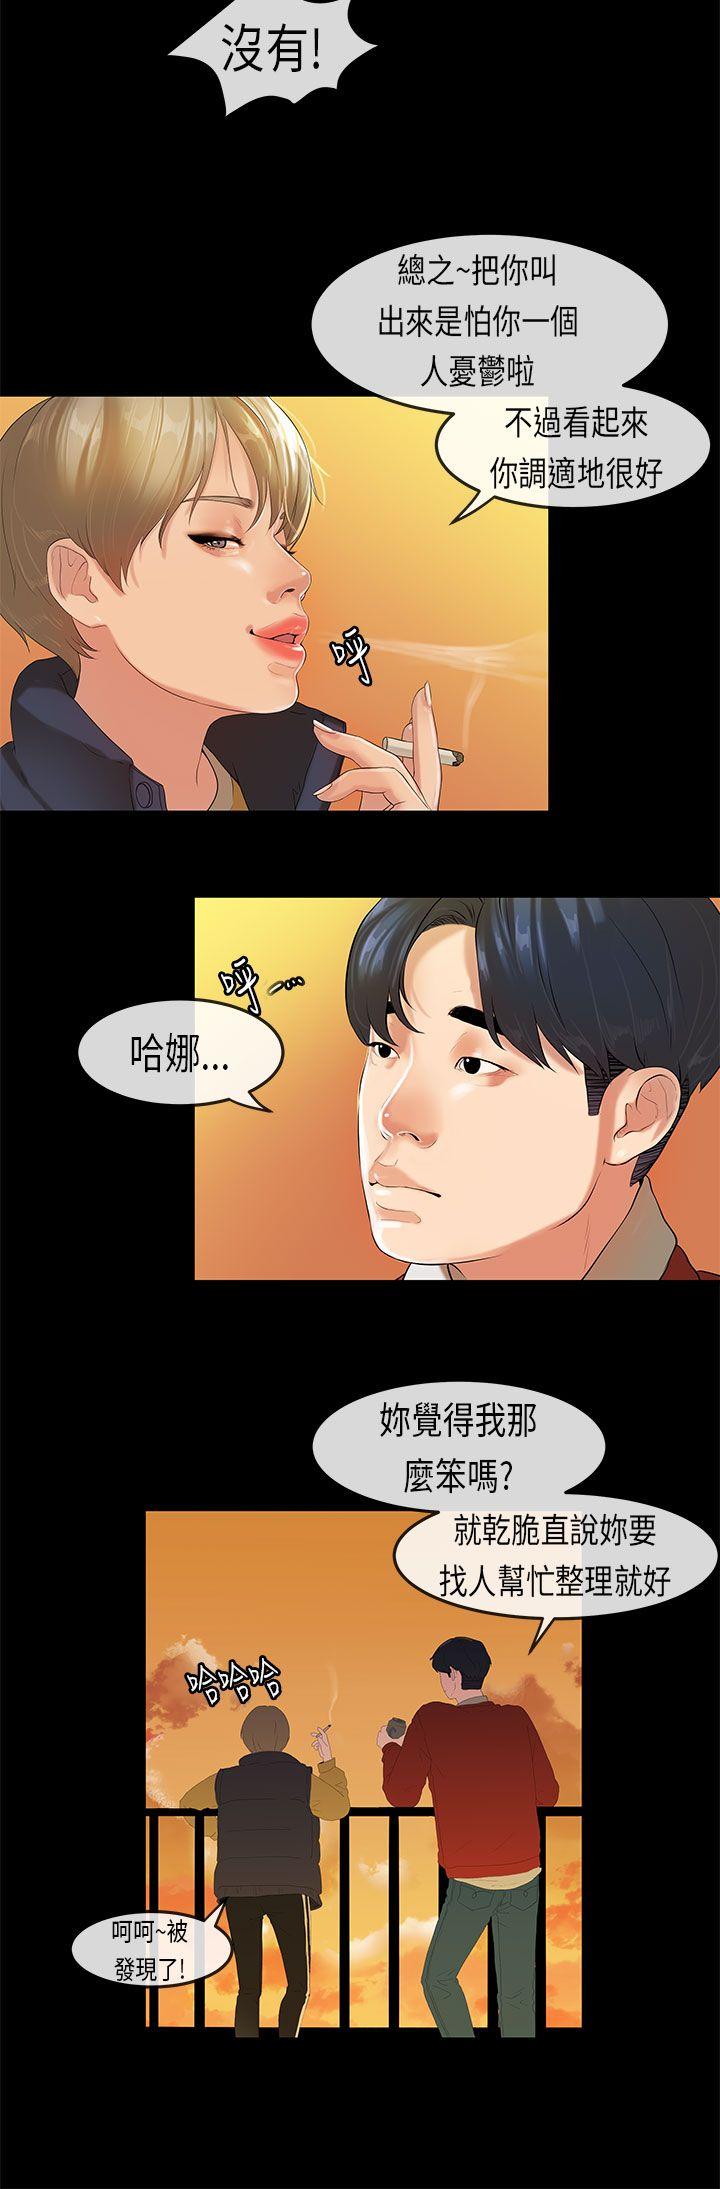 沒有!
總之~把你叫
出來是怕你一個
人憂鬱啦
不過看起來
你調適地很好
呼
呼...
哈娜...
妳覺得我那
麼笨嗎?
就乾脆直說妳要
找人幫忙整理就好
哈哈哈
呵呵~被
發現了!